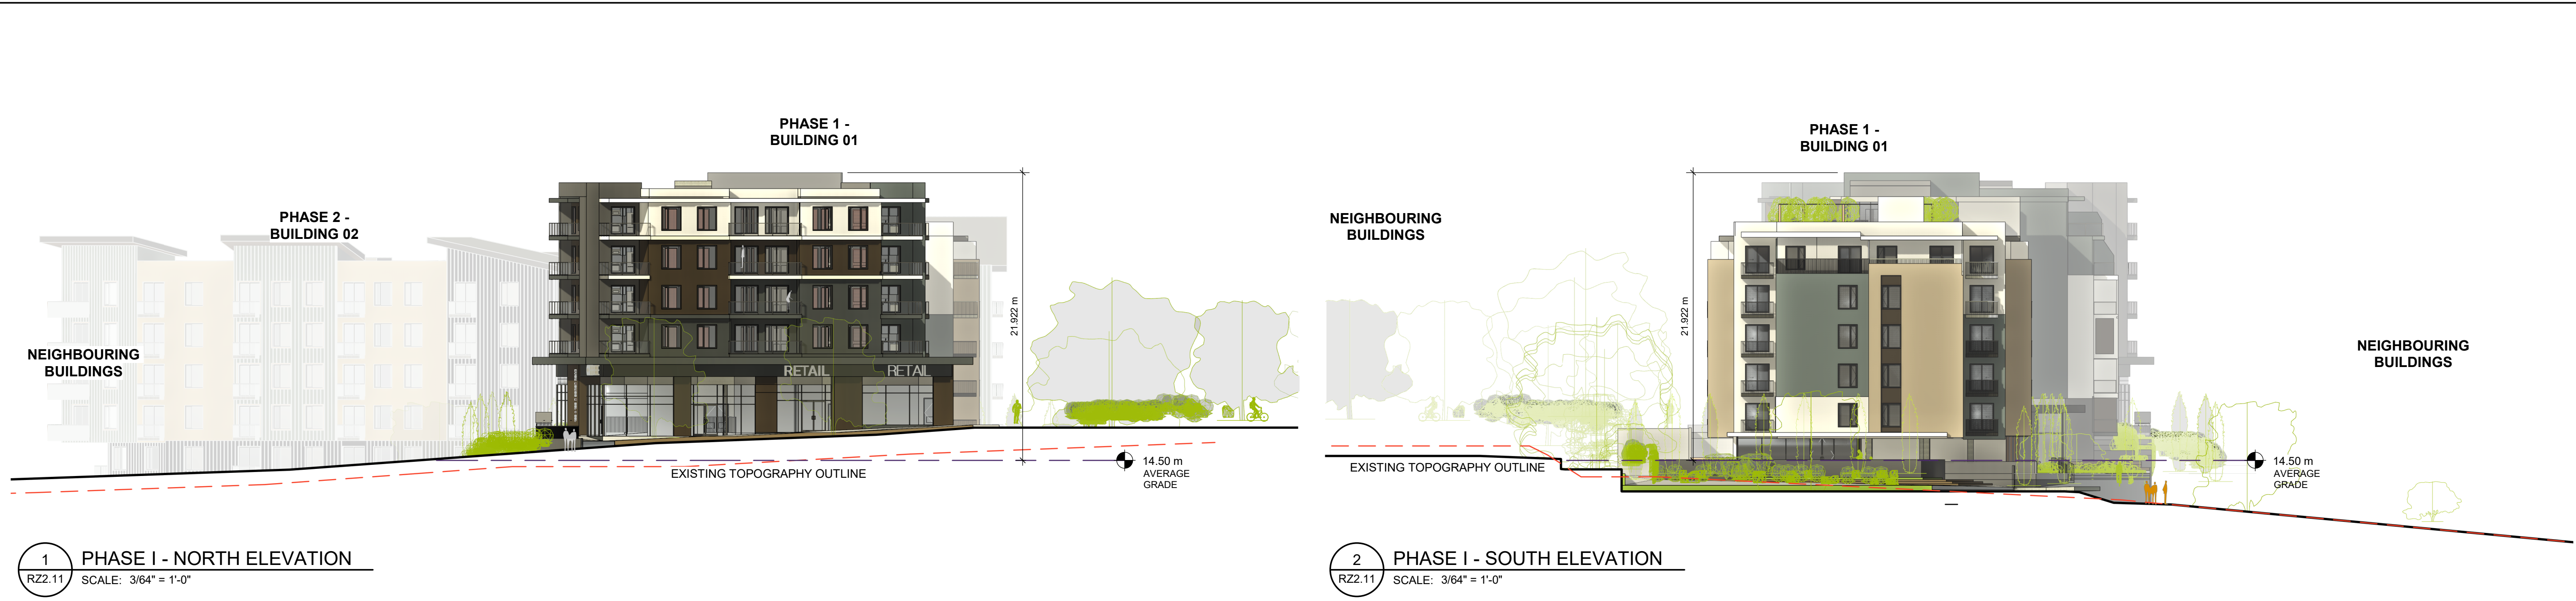 PHASE 1 -
BUILDING 01
PHASE 2 -
BUILDING 02
NEIGHBOURING
BUILDINGS
21.922 m
RETAIL
RETAIL
14.50 m
AVERAGE
GRADE
EXISTING TOPOGRAPHY OUTLINE
1
RZ2.11
PHASE I - NORTH ELEVATION
SCALE: 3/64" = 1'-0"
PHASE 1 -
BUILDING 01
NEIGHBOURING
BUILDINGS
21.922 m
NEIGHBOURING
BUILDINGS
EXISTING TOPOGRAPHY OUTLINE
14.50 m
AVERAGE
GRADE
2
RZ2.11
PHASE I - SOUTH ELEVATION
SCALE: 3/64" = 1'-0"